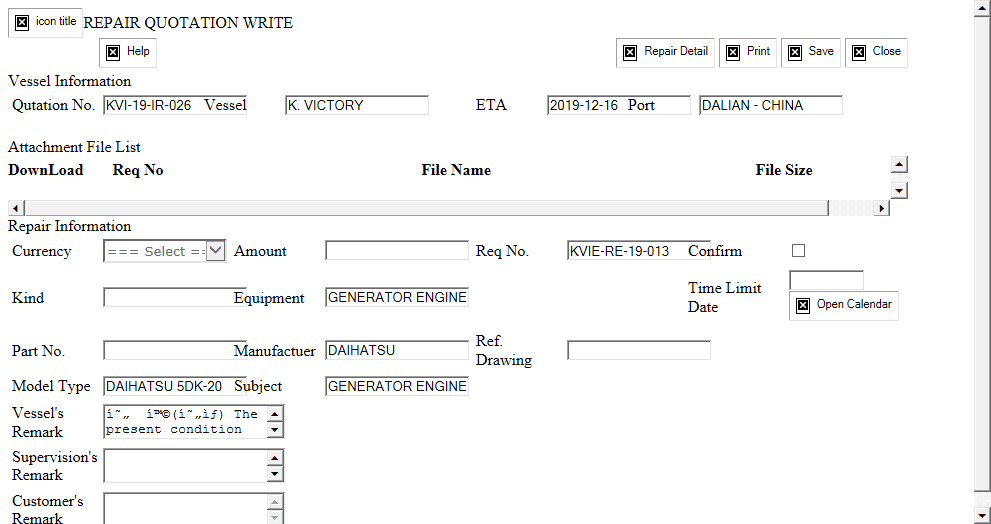 icon title REPAIR QUOTATION WRITE
Help Repair Detail Print Save Close
Vessel Information
Qutation No. KVI-19-IR-026 Vessel K. VICTORY ETA 2019-12-16 Port DALIAN - CHINA
Attachment File List
DownLoad Req No File Name File Size
Repair Information
Currency === Select == Amount Req No. KVIE-RE-19-013 Confirm
Kind Equipment GENERATOR ENGINE Time Limit Date
Open Calendar
Part No. Manufactuer DAIHATSU Ref. Drawing
Model Type DAIHATSU 5DK-20 Subject GENERATOR ENGINE
Vessel's Remark The
present condition
Supervision's Remark
Customer's Remark